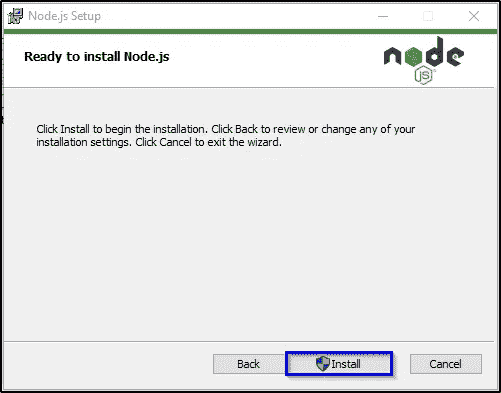 Node.js Setup
Ready to install Node.js
node
JS
Click Install to begin the installation. Click Back to review or change any of your
installation settings. Click Cancel to exit the wizard.
Back
Install
Cancel